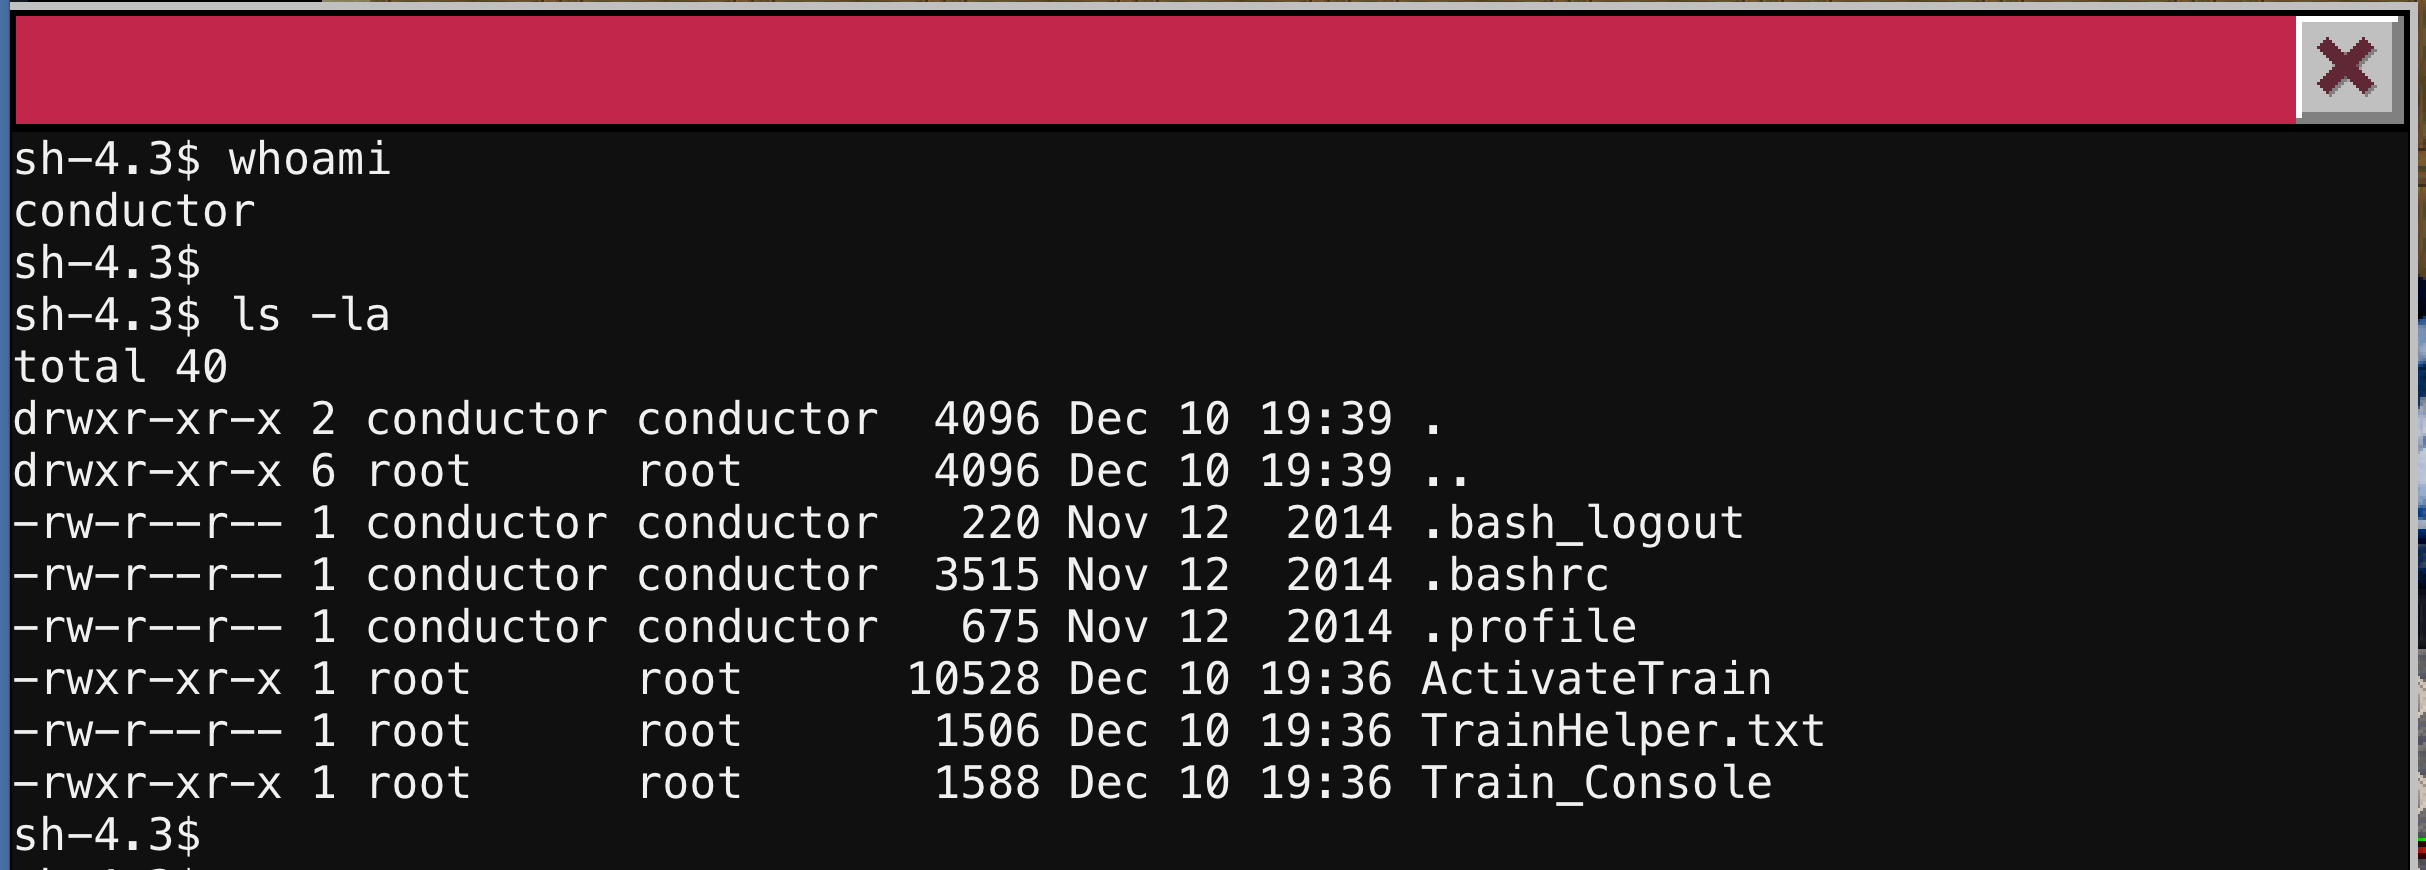 sh-4.3$ whoami
conductor
sh-4.3$
sh-4.3$ ls -la
total 40
drwxr-xr-x 2 conductor conductor  4096 Dec 10 19:39 .
drwxr-xr-x 6 root      root       4096 Dec 10 19:39 ..
-rw-r--r-- 1 conductor conductor   220 Nov 12  2014 .bash_logout
-rw-r--r-- 1 conductor conductor  3515 Nov 12  2014 .bashrc
-rw-r--r-- 1 conductor conductor   675 Nov 12  2014 .profile
-rwxr-xr-x 1 root      root      10528 Dec 10 19:36 ActivateTrain
-rw-r--r-- 1 root      root       1506 Dec 10 19:36 TrainHelper.txt
-rwxr-xr-x 1 root      root       1588 Dec 10 19:36 Train_Console
sh-4.3$